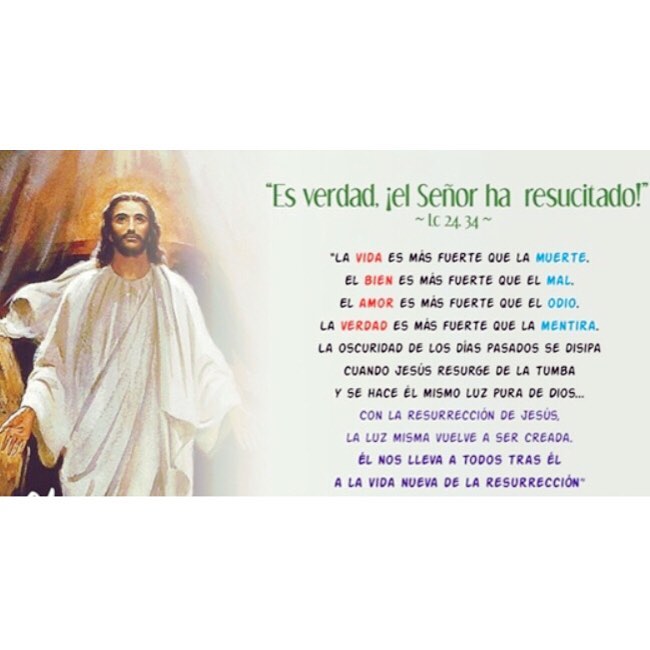 “Es verdad, ¡el Señor ha resucitado!”
~ Lc 24, 34 ~
"LA VIDA ES MÁS FUERTE QUE LA MUERTE.
EL BIEN ES MÁS FUERTE QUE EL MAL.
EL AMOR ES MÁS FUERTE QUE EL ODIO.
LA VERDAD ES MÁS FUERTE QUE LA MENTIRA.
LA OSCURIDAD DE LOS DÍAS PASADOS SE DISIPA
CUANDO JESÚS RESURGE DE LA TUMBA
Y SE HACE ÉL MISMO LUZ PURA DE DIOS...
CON LA RESURRECCIÓN DE JESÚS,
LA LUZ MISMA VUELVE A SER CREADA.
ÉL NOS LLEVA A TODOS TRAS ÉL
A LA VIDA NUEVA DE LA RESURRECCIÓN"